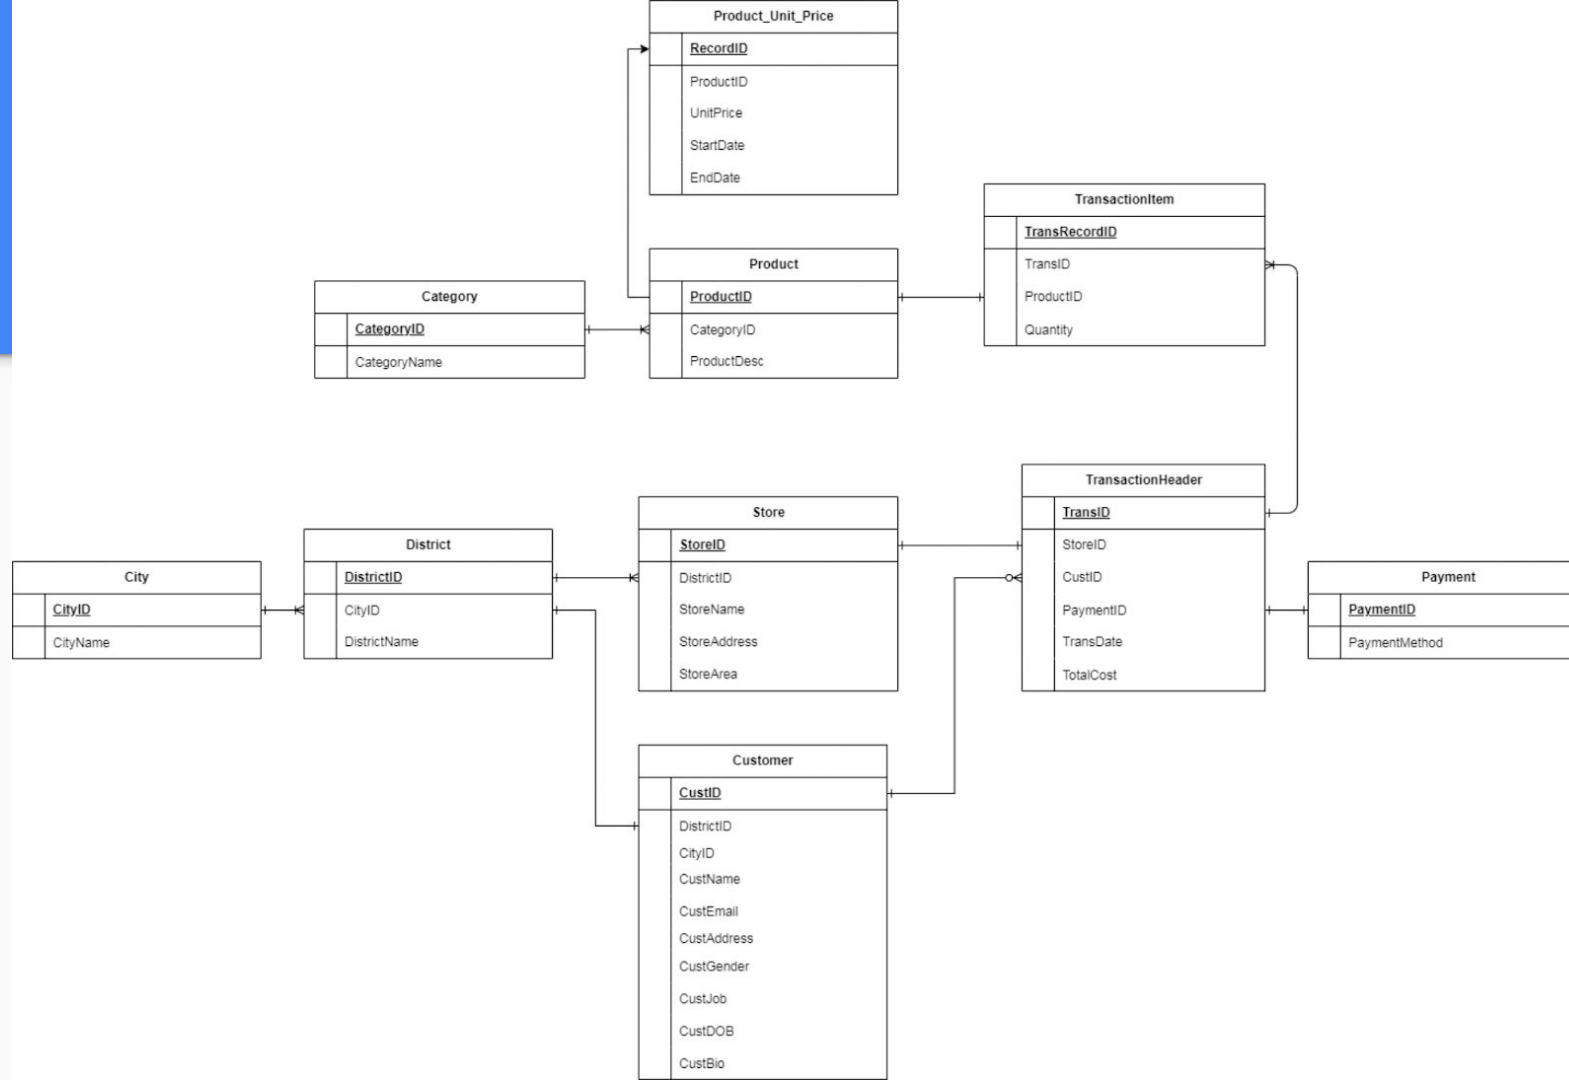 Product_Unit_Price
RecordID
ProductID
UnitPrice
StartDate
EndDate
TransactionItem
TransRecordID
TransID
ProductID
Quantity
Product
ProductID
CategoryID
ProductDesc
Category
CategoryID
CategoryName
TransactionHeader
TransID
StoreID
CustID
PaymentID
TransDate
TotalCost
Store
StoreID
DistrictID
StoreName
StoreAddress
StoreArea
District
DistrictID
CityID
DistrictName
City
CityID
CityName
Payment
PaymentID
PaymentMethod
Customer
CustID
DistrictID
CityID
CustName
CustEmail
CustAddress
CustGender
CustJob
CustDOB
CustBio